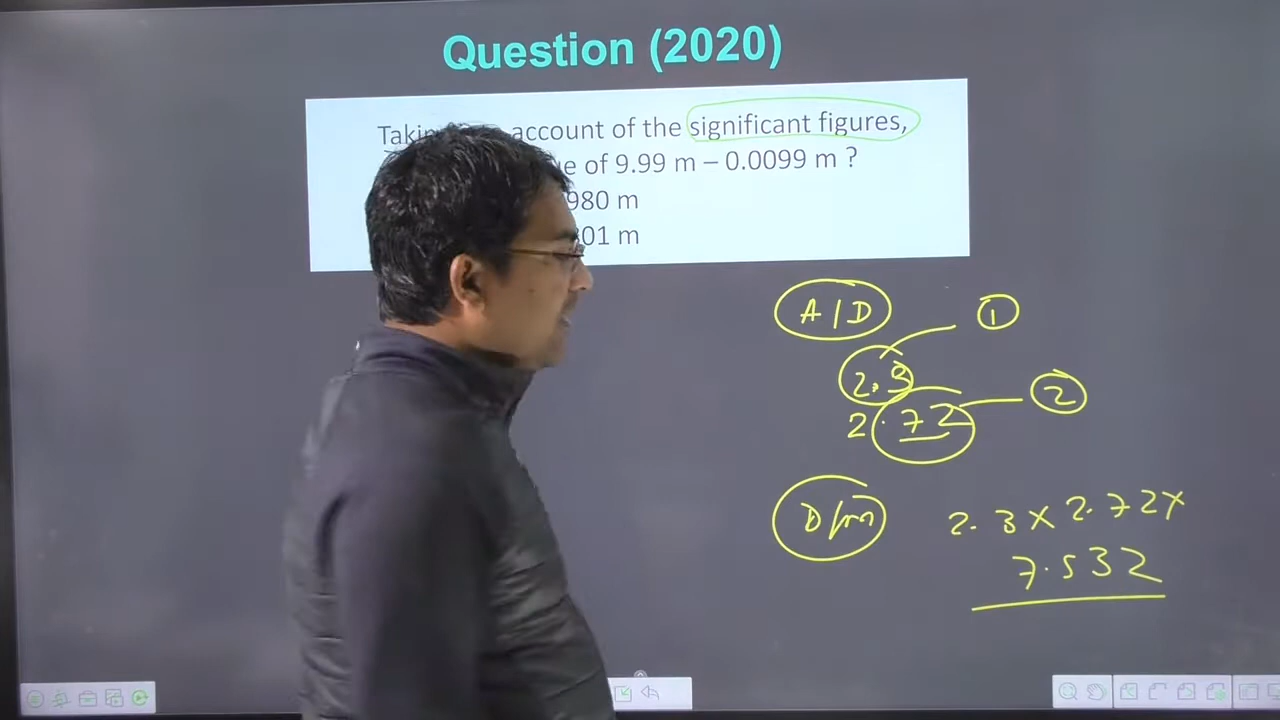 Question (2020)
account of the significant figures,
of 9.99 m – 0.0099 m ?
980 m
01 m
A/D
1
2.3
2.72
2
D/m
2.3 x 2.72 x
7.532